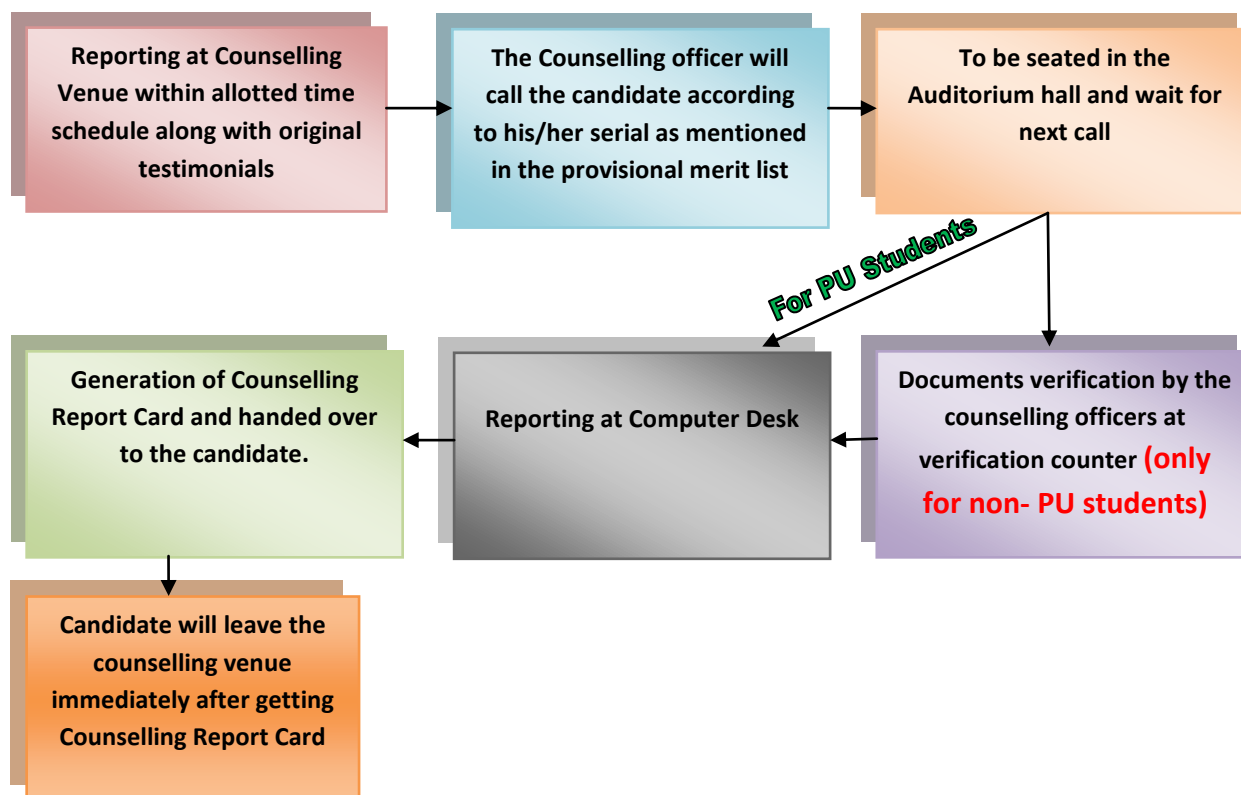 Reporting at Counselling
Venue within allotted time
schedule along with original
testimonials
The Counselling officer will
call the candidate according
to his/her serial as mentioned
in the provisional merit list
To be seated in the
Auditorium hall and wait for
next call
For PU Students
Generation of Counselling
Report Card and handed over
to the candidate.
Reporting at Computer Desk
Documents verification by the
counselling officers at
verification counter (only
for non- PU students)
Candidate will leave the
counselling venue
immediately after getting
Counselling Report Card